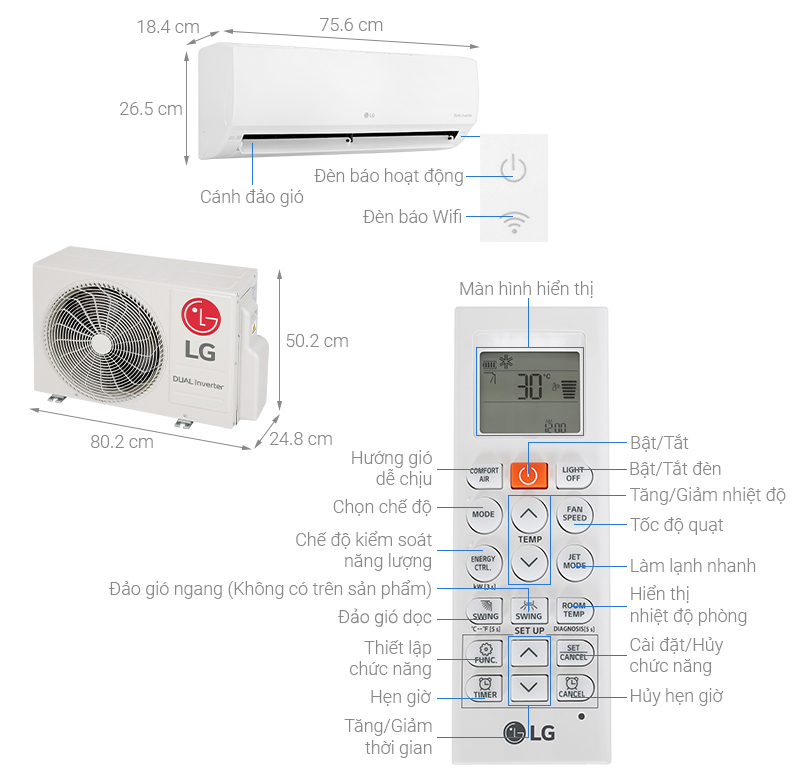 18.4 cm
75.6 cm
26.5 cm
LG
Cánh đảo gió
Đèn báo hoạt động
Đèn báo Wifi
LG
DUAL inverter
50.2 cm
80.2 cm
24.8 cm
Màn hình hiển thị
30°C
12:00
Hướng gió
dễ chịu
Chọn chế độ
Chế độ kiểm soát
năng lượng
Đảo gió ngang (Không có trên sản phẩm)
Đảo gió dọc
Thiết lập
chức năng
Hẹn giờ
Tăng/Giảm
thời gian
COMFORT
AIR
LIGHT
OFF
MODE
FAN
SPEED
TEMP
ENERGY
CTRL.
JET
MODE
kW [3 s]
SWING
SWING
ROOM
TEMP
°C↔°F [5 s]
SET UP
DIAGNOSIS[5 s]
FUNC.
SET
CANCEL
TIMER
CANCEL
LG
Bật/Tắt
Bật/Tắt đèn
Tăng/Giảm nhiệt độ
Tốc độ quạt
Làm lạnh nhanh
Hiển thị
nhiệt độ phòng
Cài đặt/Hủy
chức năng
Hủy hẹn giờ